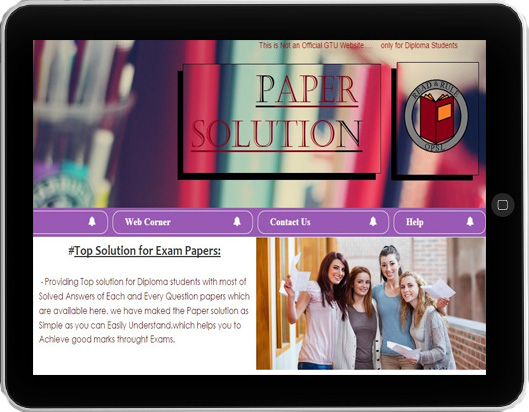 This is Not an Official GTU Website..... only for Diploma Students
PAPER
SOLUTION
READ & RULE
OPSZ
Web Corner
Contact Us
Help
#Top Solution for Exam Papers:
- Providing Top solution for Diploma students with most of
Solved Answers of Each and Every Question papers which
are available here. we have maked the Paper solution as
Simple as you can Easily Understand,which helps you to
Achieve good marks throught Exams.